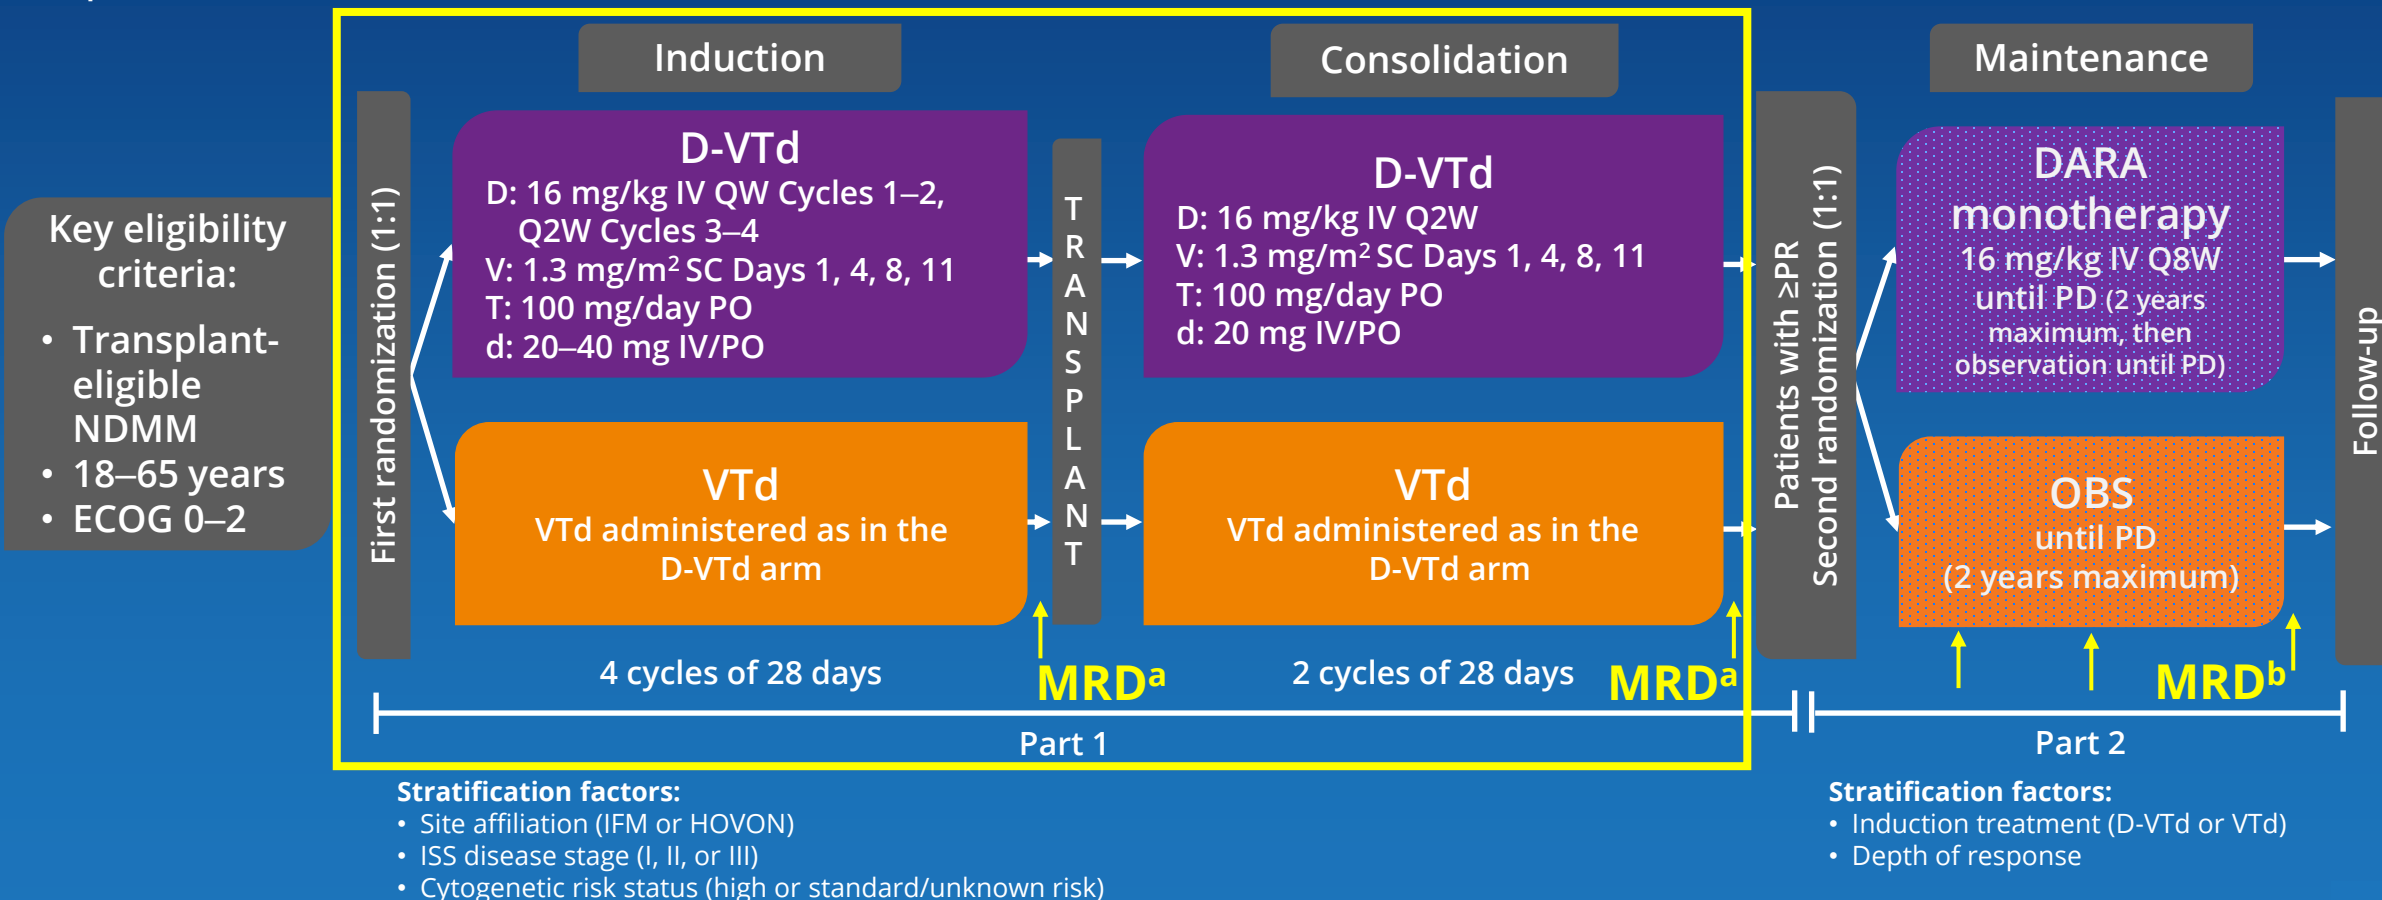 Key eligibility
criteria:
• Transplant-
eligible
NDMM
• 18–65 years
• ECOG 0–2
First randomization (1:1)
Induction
D-VTd
D: 16 mg/kg IV QW Cycles 1–2,
Q2W Cycles 3–4
V: 1.3 mg/m² SC Days 1, 4, 8, 11
T: 100 mg/day PO
d: 20–40 mg IV/PO
VTd
VTd administered as in the
D-VTd arm
4 cycles of 28 days
TRANSPLANT
MRDᵃ
Consolidation
D-VTd
D: 16 mg/kg IV Q2W
V: 1.3 mg/m² SC Days 1, 4, 8, 11
T: 100 mg/day PO
d: 20 mg IV/PO
VTd
VTd administered as in the
D-VTd arm
2 cycles of 28 days
MRDᵃ
Part 1
Patients with ≥PR
Second randomization (1:1)
Maintenance
DARA
monotherapy
16 mg/kg IV Q8W
until PD (2 years
maximum, then
observation until PD)
OBS
until PD
(2 years maximum)
MRDᵇ
Part 2
Follow-up
Stratification factors:
• Site affiliation (IFM or HOVON)
• ISS disease stage (I, II, or III)
• Cytogenetic risk status (high or standard/unknown risk)
Stratification factors:
• Induction treatment (D-VTd or VTd)
• Depth of response